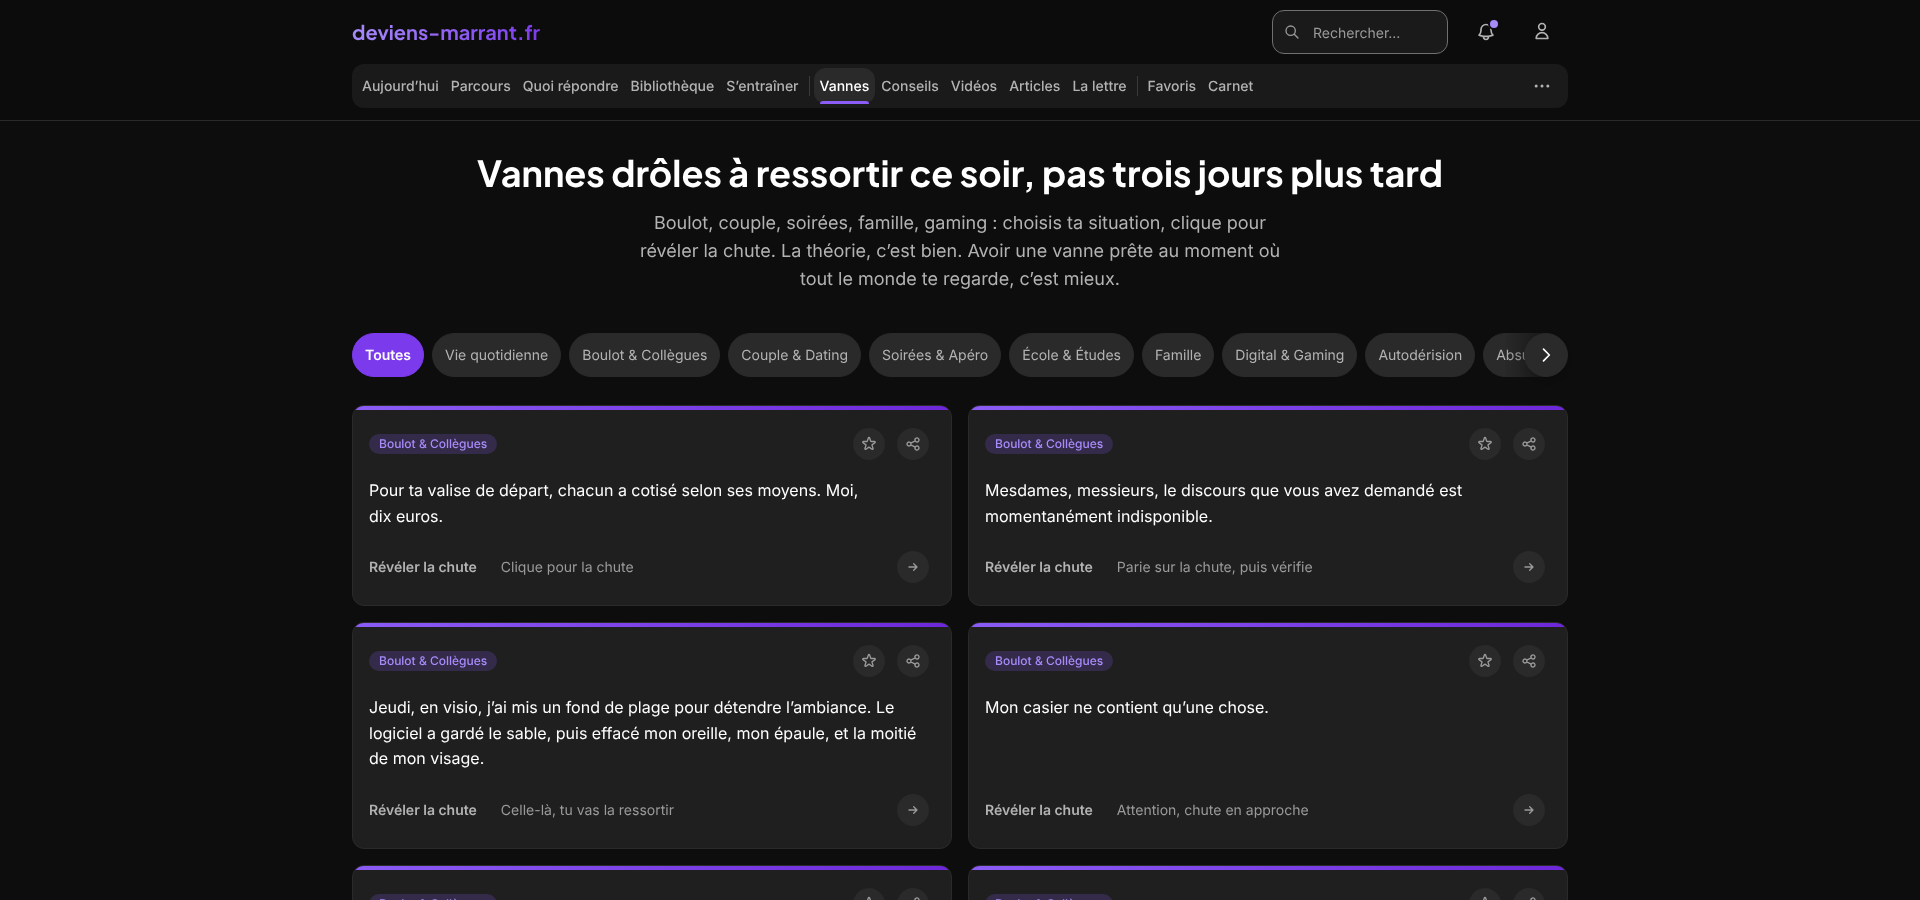 deviens-marrant.fr
Rechercher...
Aujourd’hui Parcours Quoi répondre Bibliothèque S’entraîner Vannes Conseils Vidéos Articles La lettre Favoris Carnet
Vannes drôles à ressortir ce soir, pas trois jours plus tard
Boulot, couple, soirées, famille, gaming : choisis ta situation, clique pour
révéler la chute. La théorie, c’est bien. Avoir une vanne prête au moment où
tout le monde te regarde, c’est mieux.
Toutes Vie quotidienne Boulot & Collègues Couple & Dating Soirées & Apéro École & Études Famille Digital & Gaming Autodérision
Boulot & Collègues
Pour ta valise de départ, chacun a cotisé selon ses moyens. Moi,
dix euros.
Révéler la chute Clique pour la chute
Boulot & Collègues
Mesdames, messieurs, le discours que vous avez demandé est
momentanément indisponible.
Révéler la chute Parie sur la chute, puis vérifie
Boulot & Collègues
Jeudi, en visio, j’ai mis un fond de plage pour détendre l’ambiance. Le
logiciel a gardé le sable, puis effacé mon oreille, mon épaule, et la moitié
de mon visage.
Révéler la chute Celle-là, tu vas la ressortir
Boulot & Collègues
Mon casier ne contient qu’une chose.
Révéler la chute Attention, chute en approche